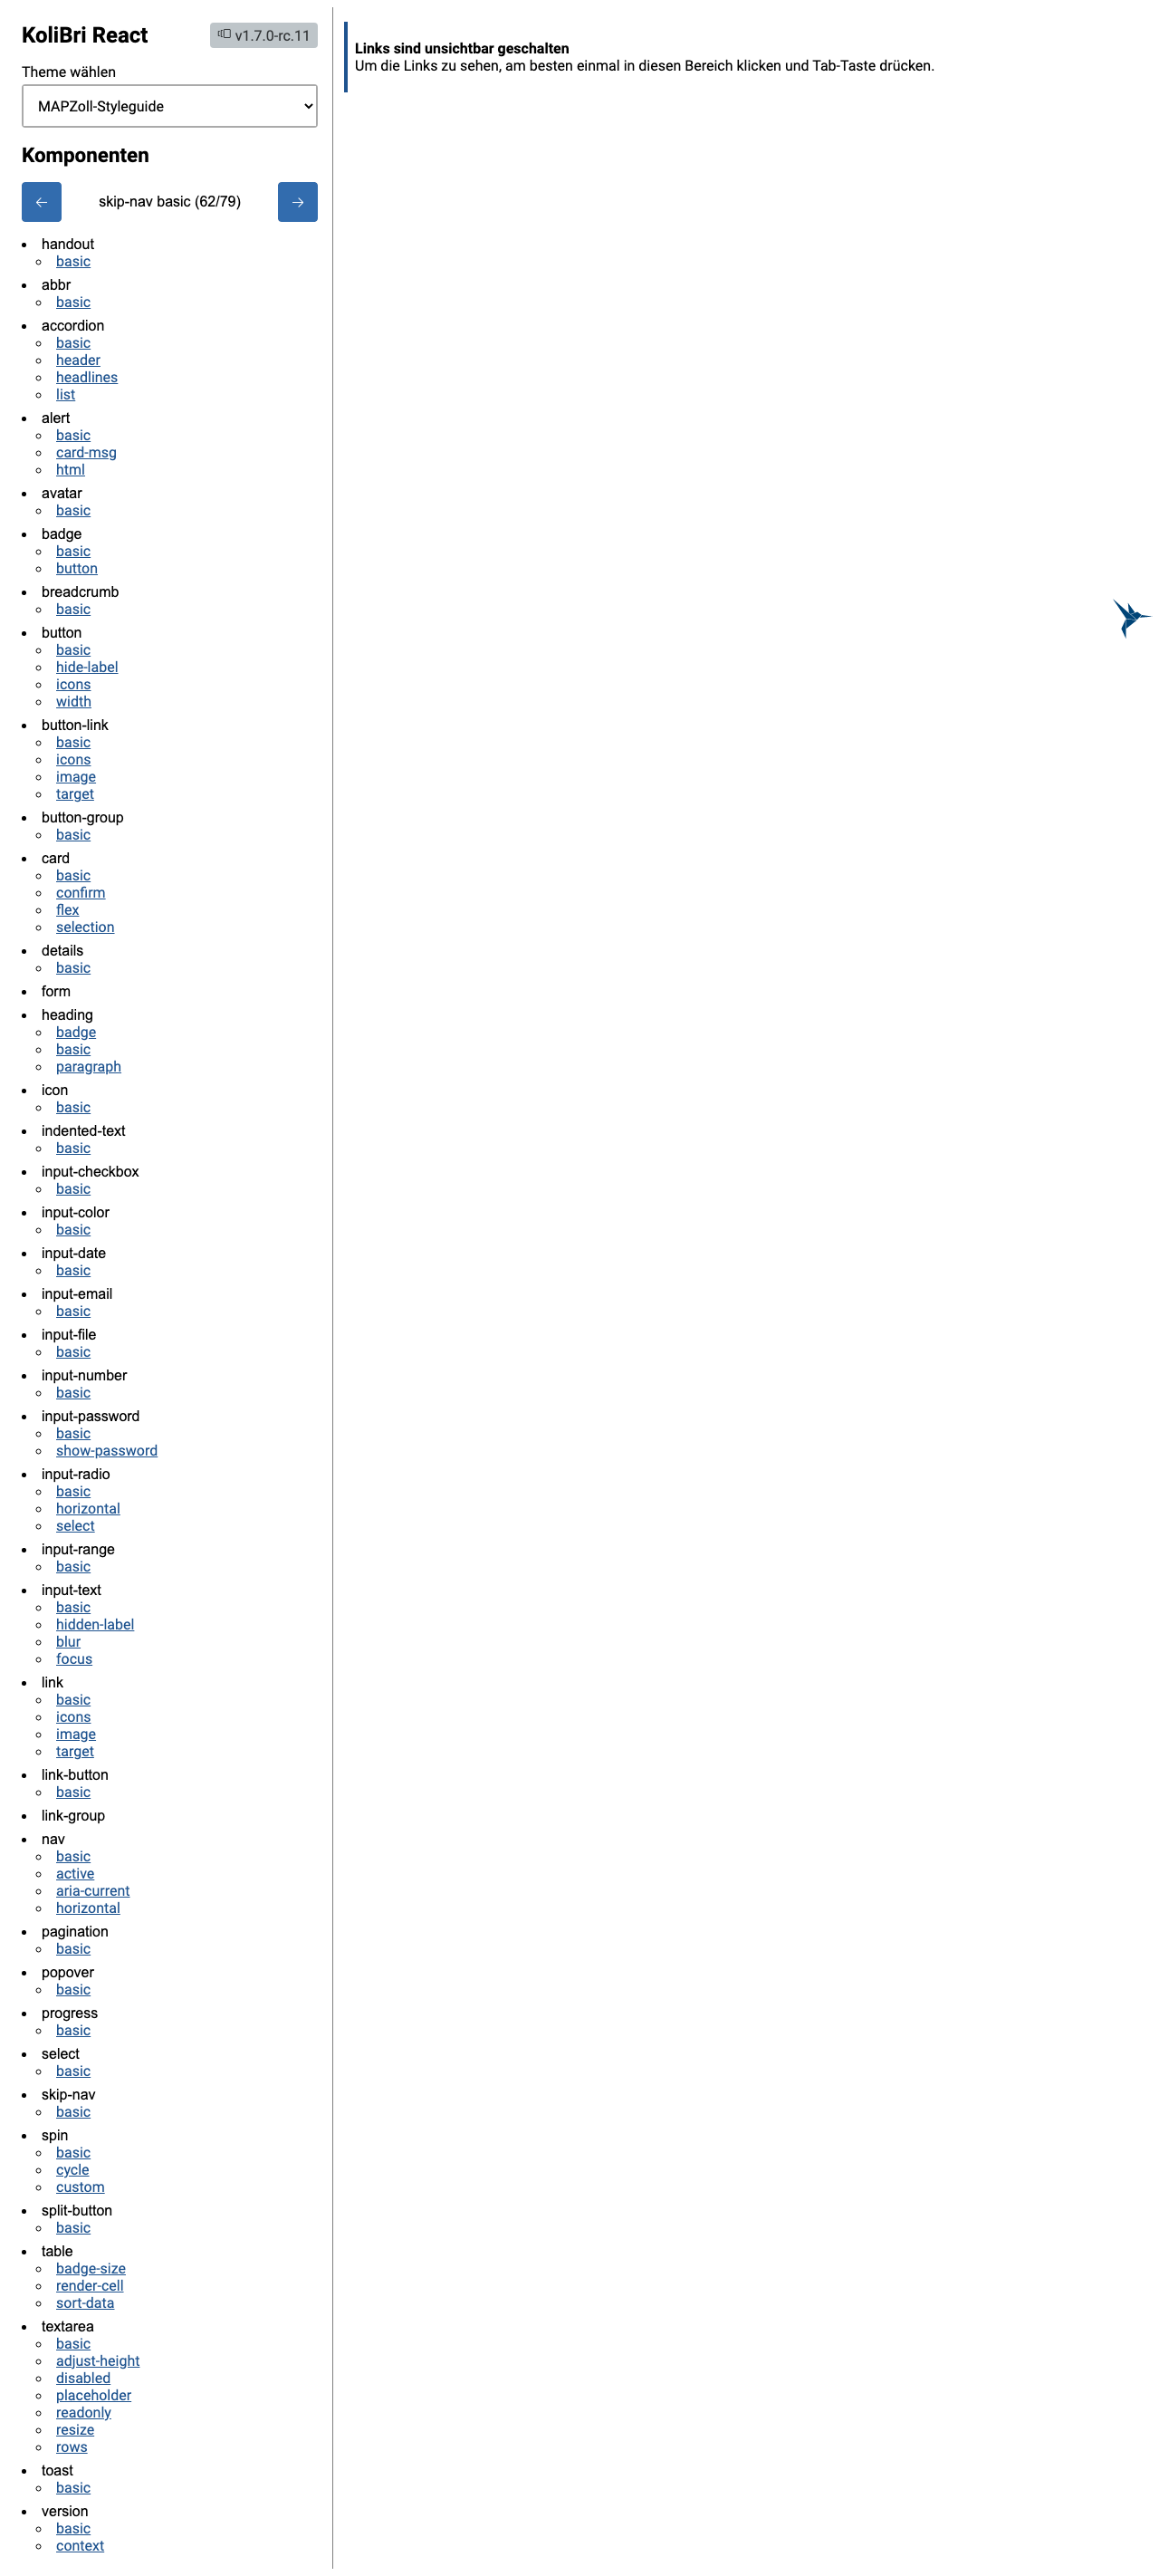 KoliBri React
v1.7.0-rc.11
Theme wählen
MAPZoll-Styleguide
Komponenten
← skip-nav basic (62/79) →
handout
basic
abbr
basic
accordion
basic
header
headlines
list
alert
basic
card-msg
html
avatar
basic
badge
basic
button
breadcrumb
basic
button
basic
hide-label
icons
width
button-link
basic
icons
image
target
button-group
basic
card
basic
confirm
flex
selection
details
basic
form
heading
badge
basic
paragraph
icon
basic
indented-text
basic
input-checkbox
basic
input-color
basic
input-date
basic
input-email
basic
input-file
basic
input-number
basic
input-password
basic
show-password
input-radio
basic
horizontal
select
input-range
basic
input-text
basic
hidden-label
blur
focus
link
basic
icons
image
target
link-button
basic
link-group
nav
basic
active
aria-current
horizontal
pagination
basic
popover
basic
progress
basic
select
basic
skip-nav
basic
spin
basic
cycle
custom
split-button
basic
table
badge-size
render-cell
sort-data
textarea
basic
adjust-height
disabled
placeholder
readonly
resize
rows
toast
basic
version
basic
context
Links sind unsichtbar geschalten
Um die Links zu sehen, am besten einmal in diesen Bereich klicken und Tab-Taste drücken.